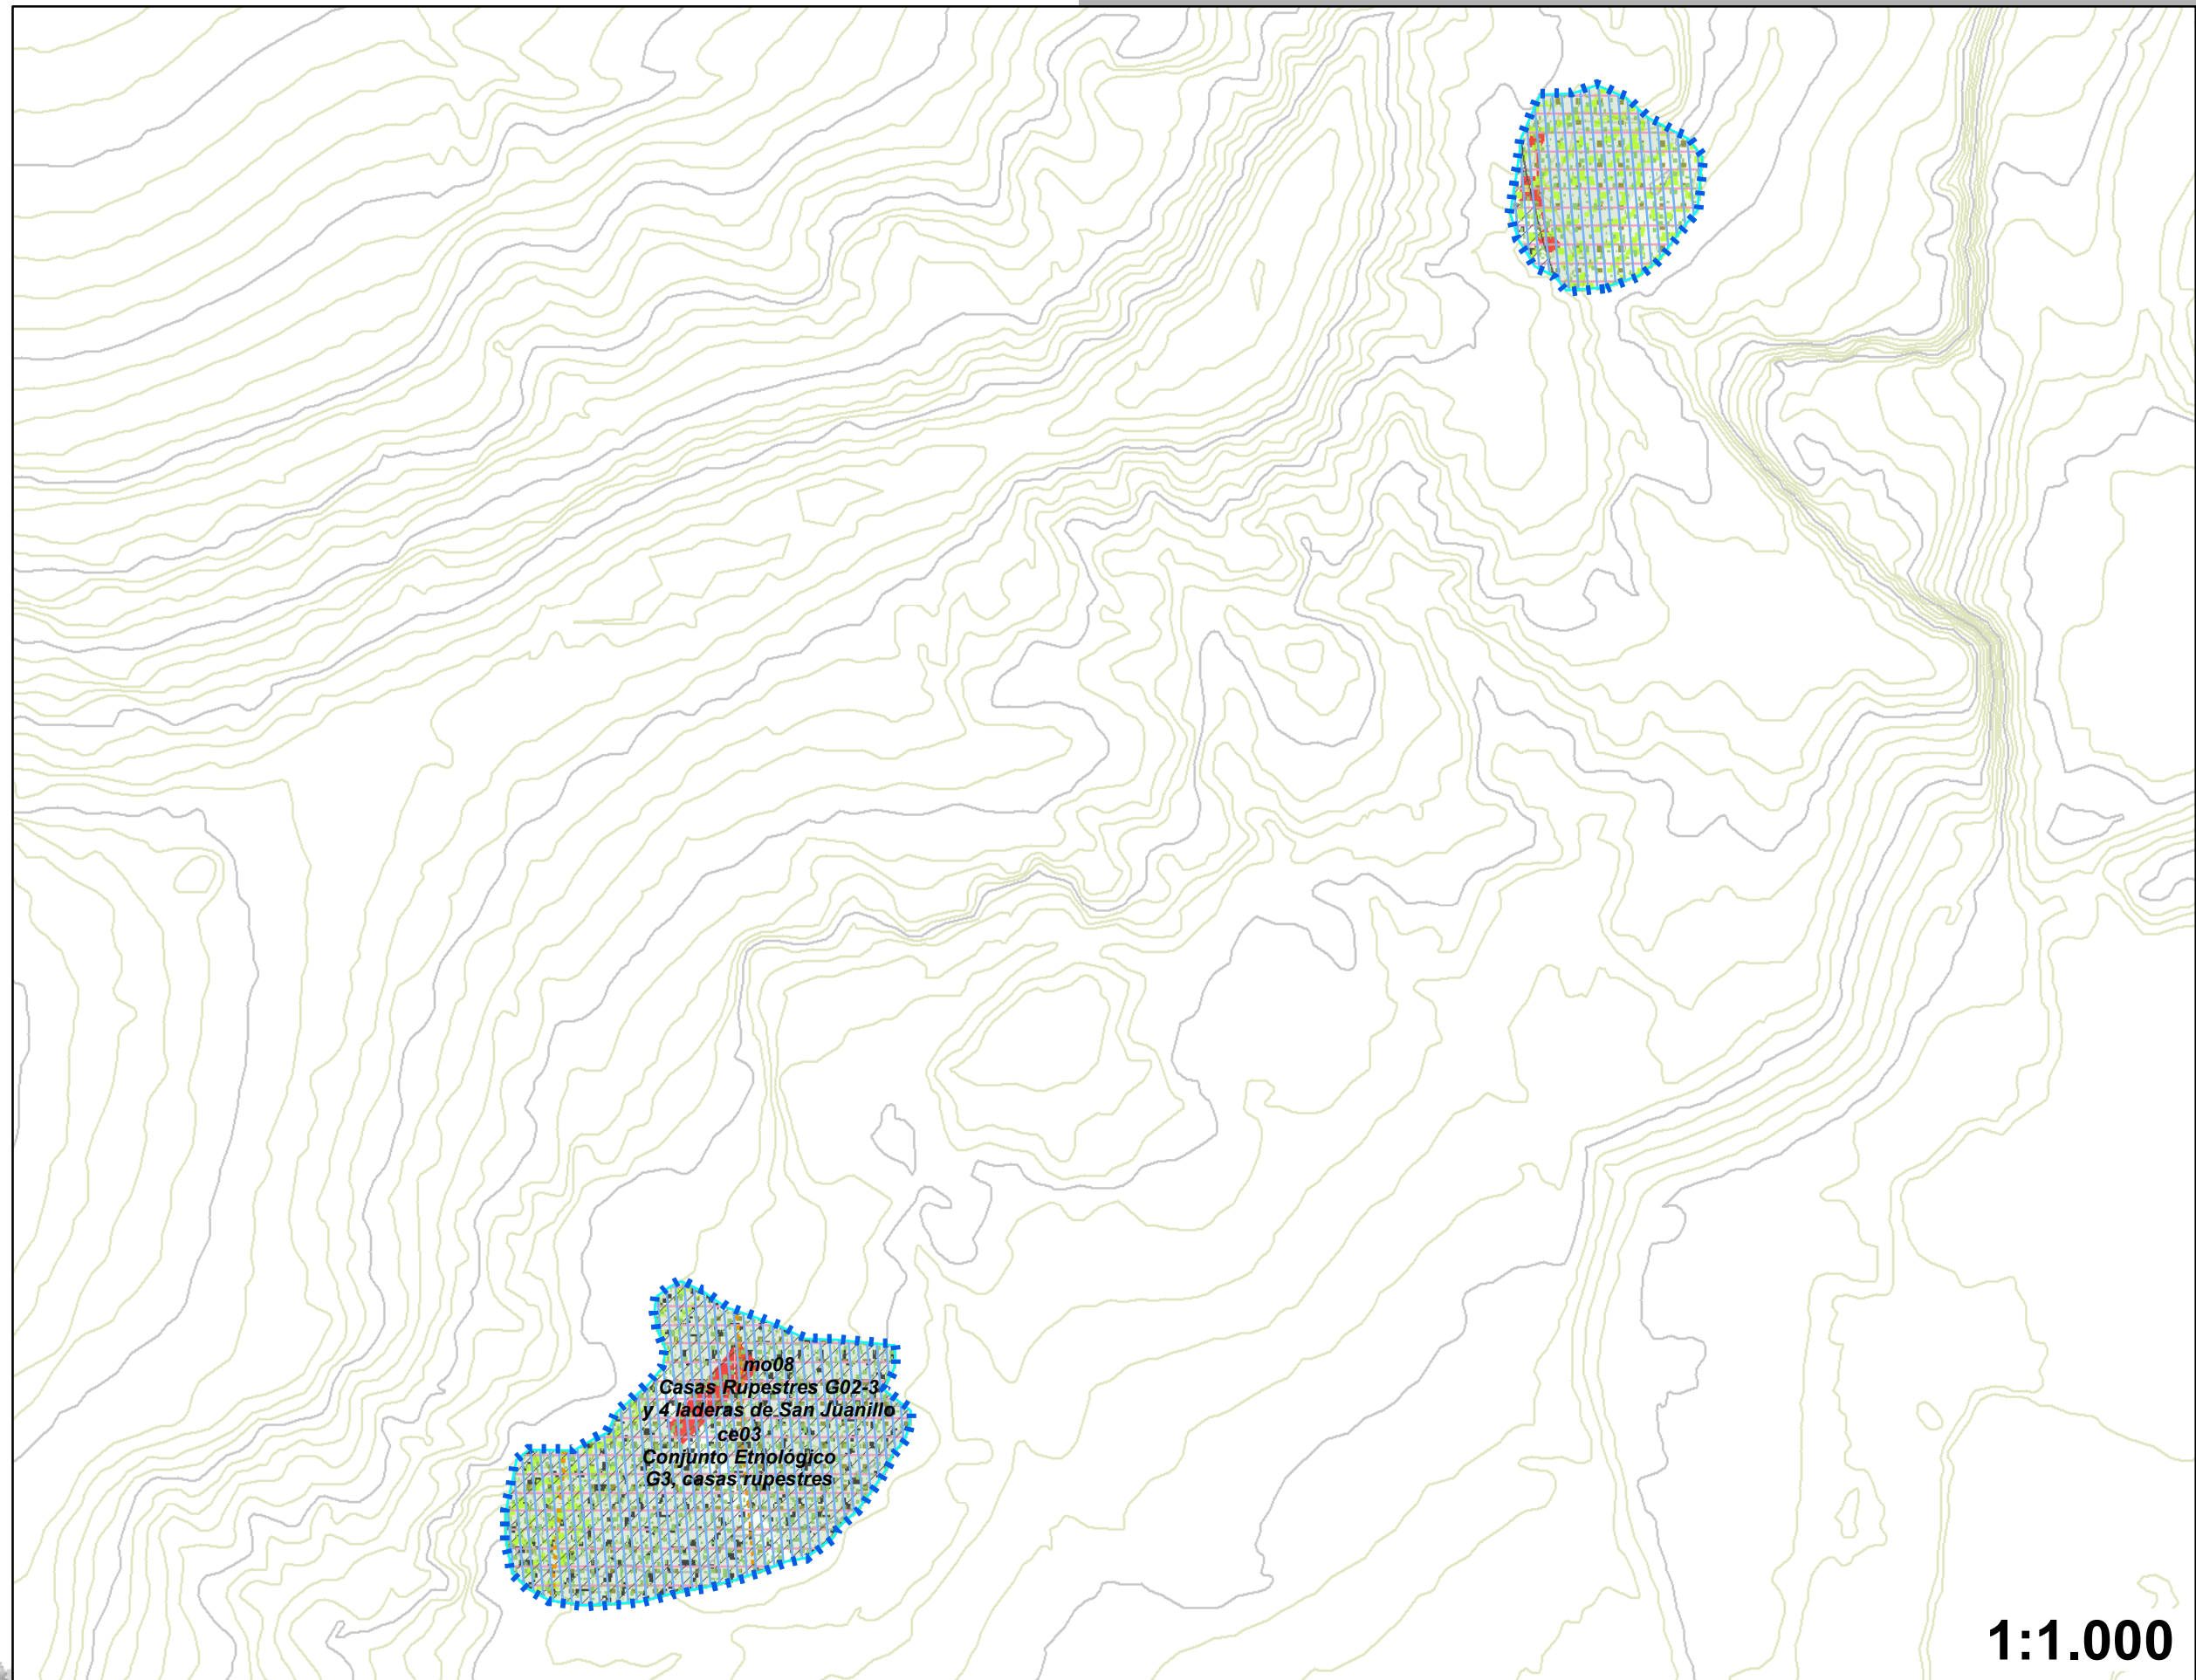 mo08
Casas Rupestres G02-3
y 4 laderas de San Juanillo
ce03
Conjunto Etnológico
G3, casas rupestres
1:1.000